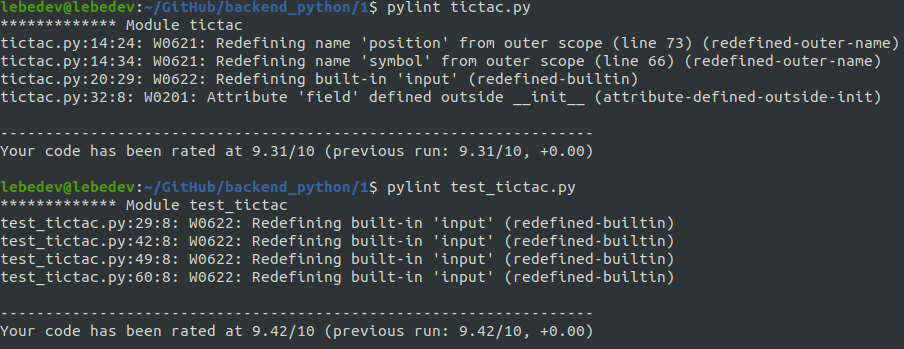 lebedev@lebedev:~/GitHub/backend_python/1$ pylint tictac.py
************* Module tictac
tictac.py:14:24: W0621: Redefining name 'position' from outer scope (line 73) (redefined-outer-name)
tictac.py:14:34: W0621: Redefining name 'symbol' from outer scope (line 66) (redefined-outer-name)
tictac.py:20:29: W0622: Redefining built-in 'input' (redefined-builtin)
tictac.py:32:8: W0201: Attribute 'field' defined outside __init__ (attribute-defined-outside-init)
------------------------------------------------------------------
Your code has been rated at 9.31/10 (previous run: 9.31/10, +0.00)
lebedev@lebedev:~/GitHub/backend_python/1$ pylint test_tictac.py
************* Module test_tictac
test_tictac.py:29:8: W0622: Redefining built-in 'input' (redefined-builtin)
test_tictac.py:42:8: W0622: Redefining built-in 'input' (redefined-builtin)
test_tictac.py:49:8: W0622: Redefining built-in 'input' (redefined-builtin)
test_tictac.py:60:8: W0622: Redefining built-in 'input' (redefined-builtin)
------------------------------------------------------------------
Your code has been rated at 9.42/10 (previous run: 9.42/10, +0.00)